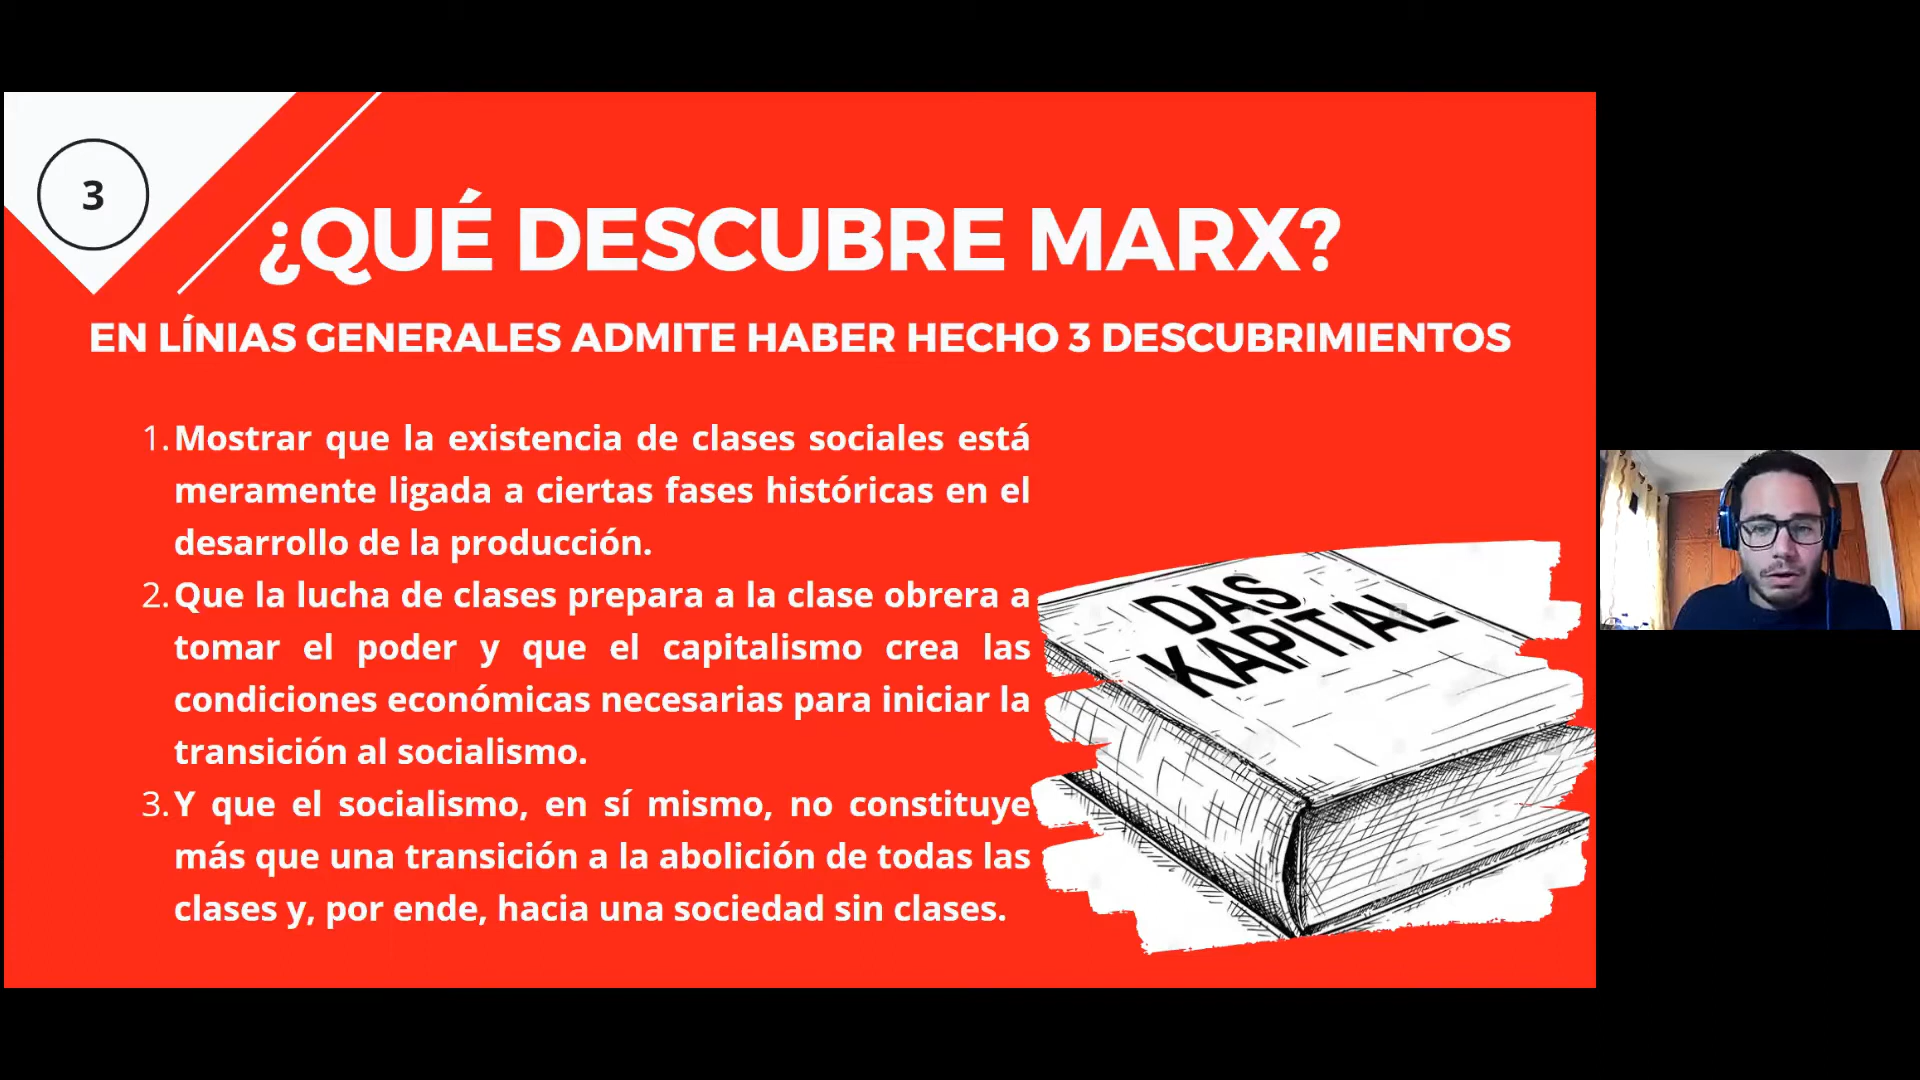 3
¿QUÉ DESCUBRE MARX?
EN LÍNIAS GENERALES ADMITE HABER HECHO 3 DESCUBRIMIENTOS
1. Mostrar que la existencia de clases sociales está
meramente ligada a ciertas fases históricas en el
desarrollo de la producción.
2. Que la lucha de clases prepara a la clase obrera a
tomar el poder y que el capitalismo crea las
condiciones económicas necesarias para iniciar la
transición al socialismo.
3. Y que el socialismo, en sí mismo, no constituye
más que una transición a la abolición de todas las
clases y, por ende, hacia una sociedad sin clases.
DAS
KAPITAL